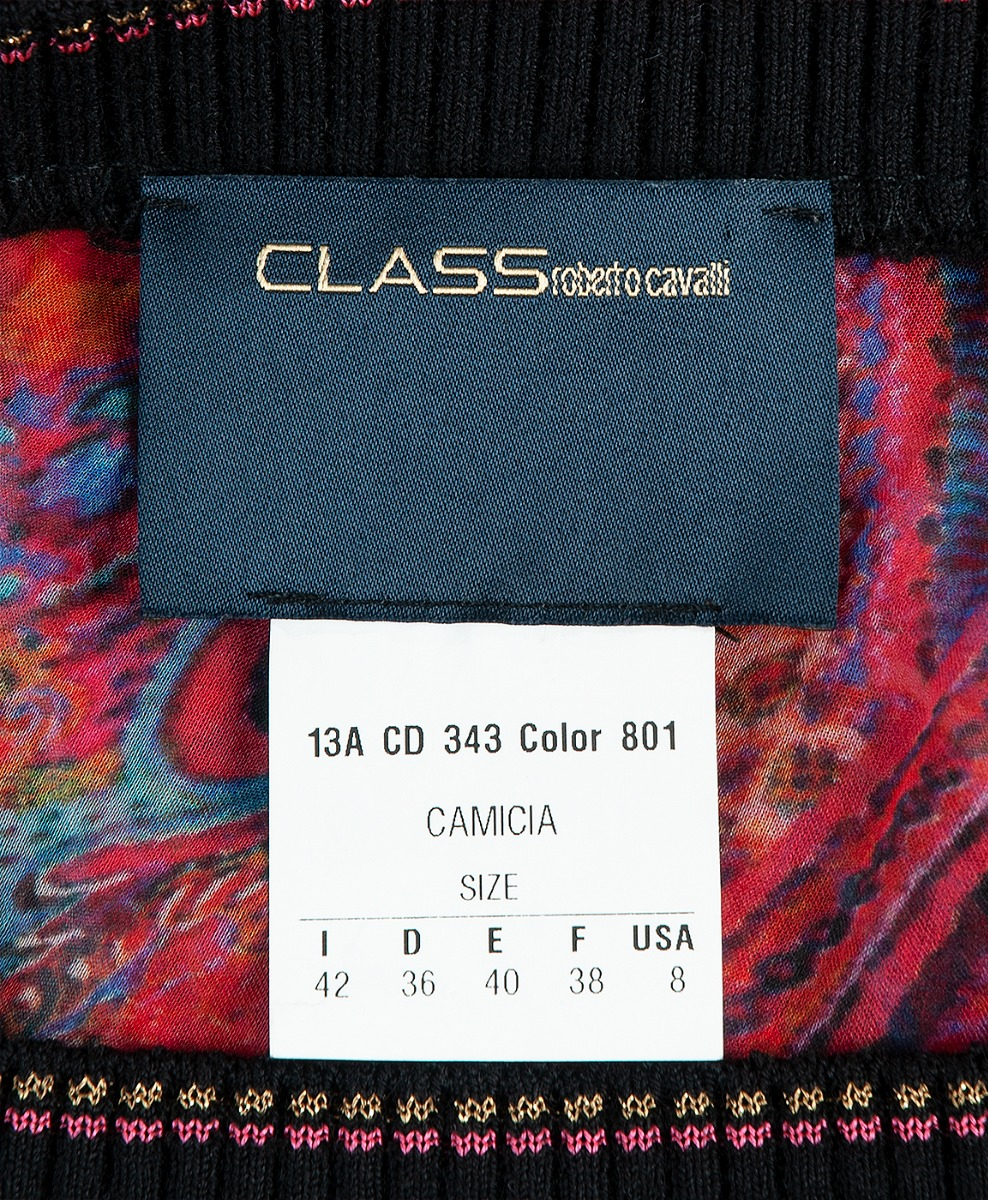 CLASS roberto cavalli
13A CD 343 Color 801
CAMICIA
SIZE
I D E F USA
42 36 40 38 8